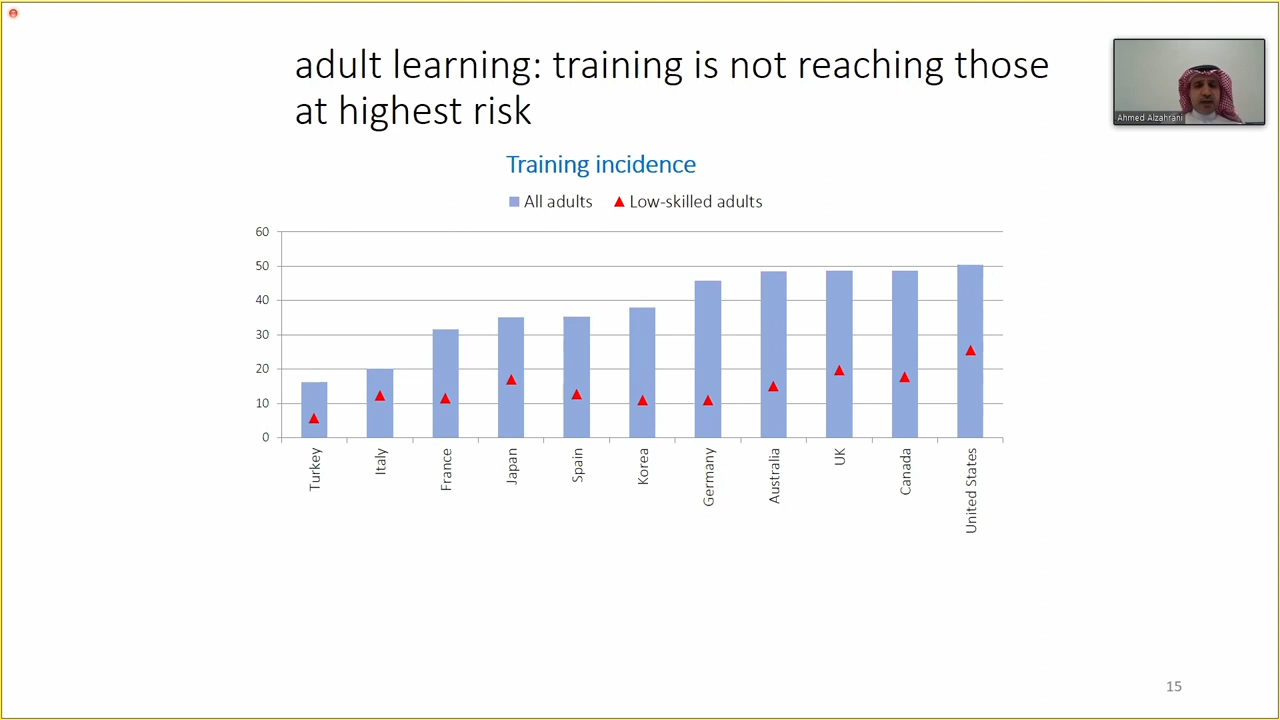 adult learning: training is not reaching those
at highest risk
Ahmed Alzahrani
Training incidence
All adults
Low-skilled adults
60
50
40
30
20
10
0
Turkey
Italy
France
Japan
Spain
Korea
Germany
Australia
UK
Canada
United States
15